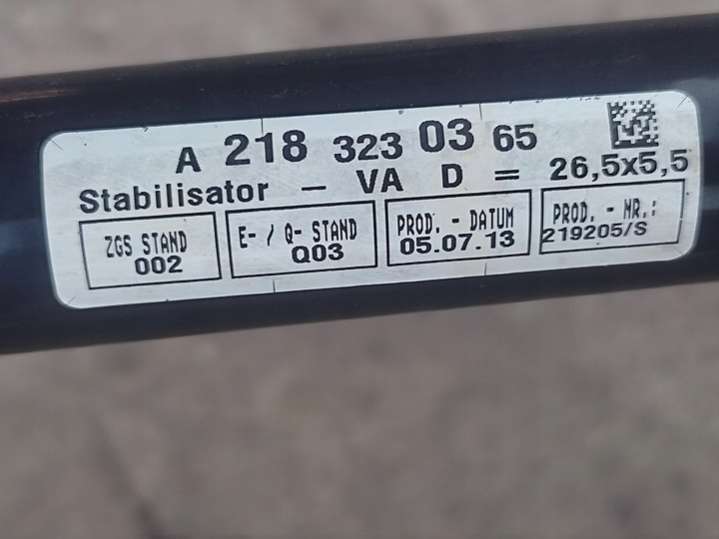 A 218 323 03 65
Stabilisator – VA D = 26,5x5,5
ZGS STAND
002
E- / Q- STAND
Q03
PROD. - DATUM
05.07.13
PROD. - NR.:
219205/S